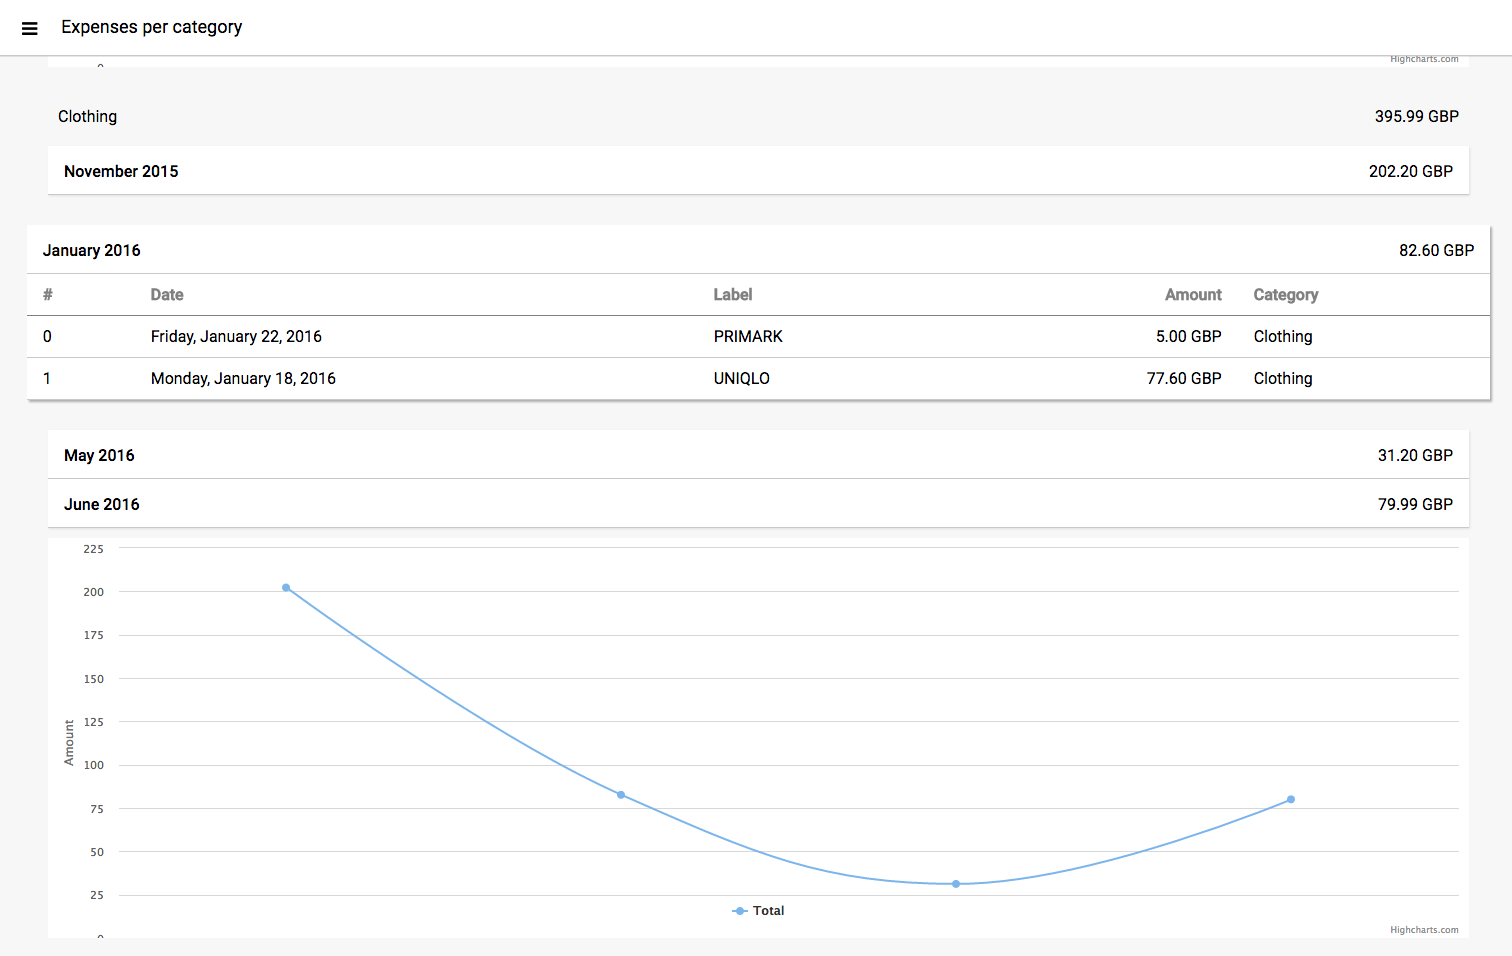 Expenses per category
Highcharts.com
Clothing 395.99 GBP
November 2015 202.20 GBP
January 2016 82.60 GBP
# Date Label Amount Category
0 Friday, January 22, 2016 PRIMARK 5.00 GBP Clothing
1 Monday, January 18, 2016 UNIQLO 77.60 GBP Clothing
May 2016 31.20 GBP
June 2016 79.99 GBP
225
200
175
150
125
Amount
100
75
50
25
Total
Highcharts.com